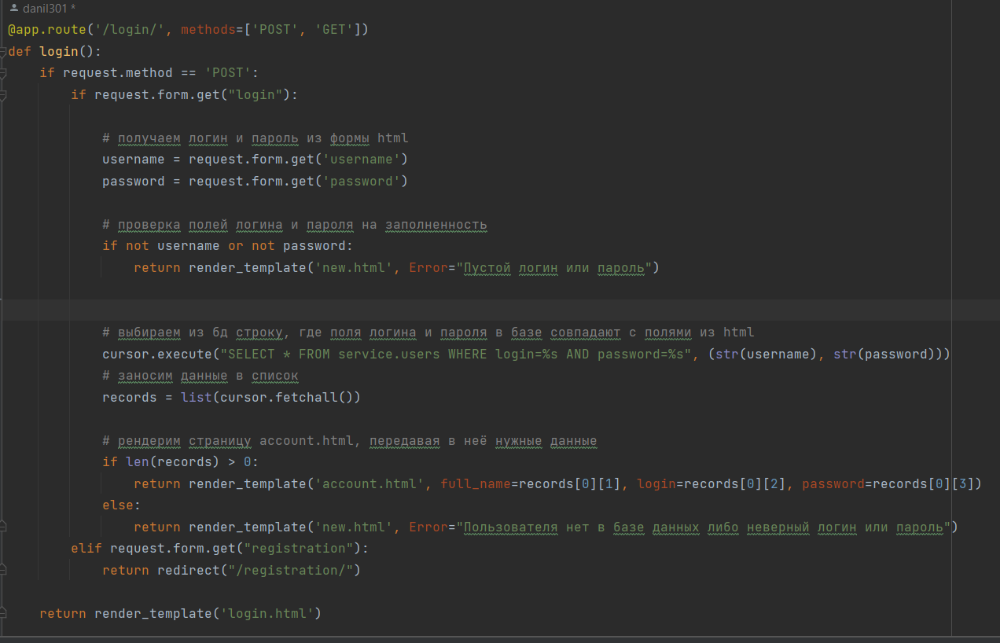 danil301 *
@app.route('/login/', methods=['POST', 'GET'])
def login():
    if request.method == 'POST':
        if request.form.get("login"):
            # получаем логин и пароль из формы html
            username = request.form.get('username')
            password = request.form.get('password')
            # проверка полей логина и пароля на заполненность
            if not username or not password:
                return render_template('new.html', Error="Пустой логин или пароль")
            # выбираем из бд строку, где поля логина и пароля в базе совпадают с полями из html
            cursor.execute("SELECT * FROM service.users WHERE login=%s AND password=%s", (str(username), str(password)))
            # заносим данные в список
            records = list(cursor.fetchall())
            # рендерим страницу account.html, передавая в неё нужные данные
            if len(records) > 0:
                return render_template('account.html', full_name=records[0][1], login=records[0][2], password=records[0][3])
            else:
                return render_template('new.html', Error="Пользователя нет в базе данных либо неверный логин или пароль")
        elif request.form.get("registration"):
            return redirect("/registration/")
    return render_template('login.html')